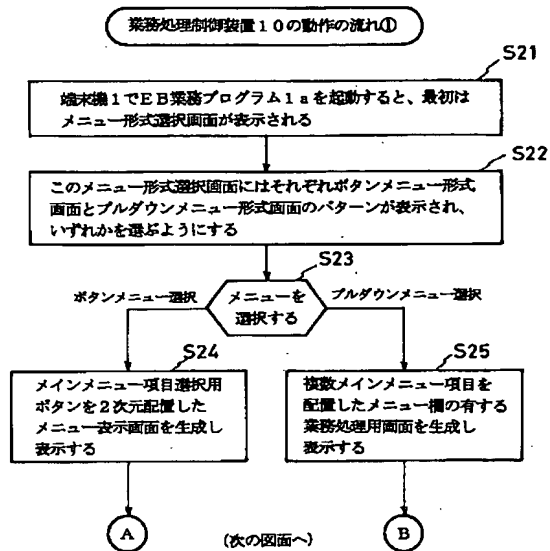 業務処理制御装置10の動作の流れ①
S21
端末機1でEB業務プログラム1aを起動すると、最初は
メニュー形式選択画面が表示される
S22
このメニュー形式選択画面にはそれぞれボタンメニュー形式
画面とプルダウンメニュー形式画面のパターンが表示され、
いずれかを選ぶようにする
S23
ボタンメニュー選択
メニューを
選択する
プルダウンメニュー選択
S24
メインメニュー項目選択用
ボタンを2次元配置した
メニュー表示画面を生成し
表示する
S25
複数メインメニュー項目を
配置したメニュー欄の有する
業務処理用画面を生成し
表示する
A
(次の図面へ)
B